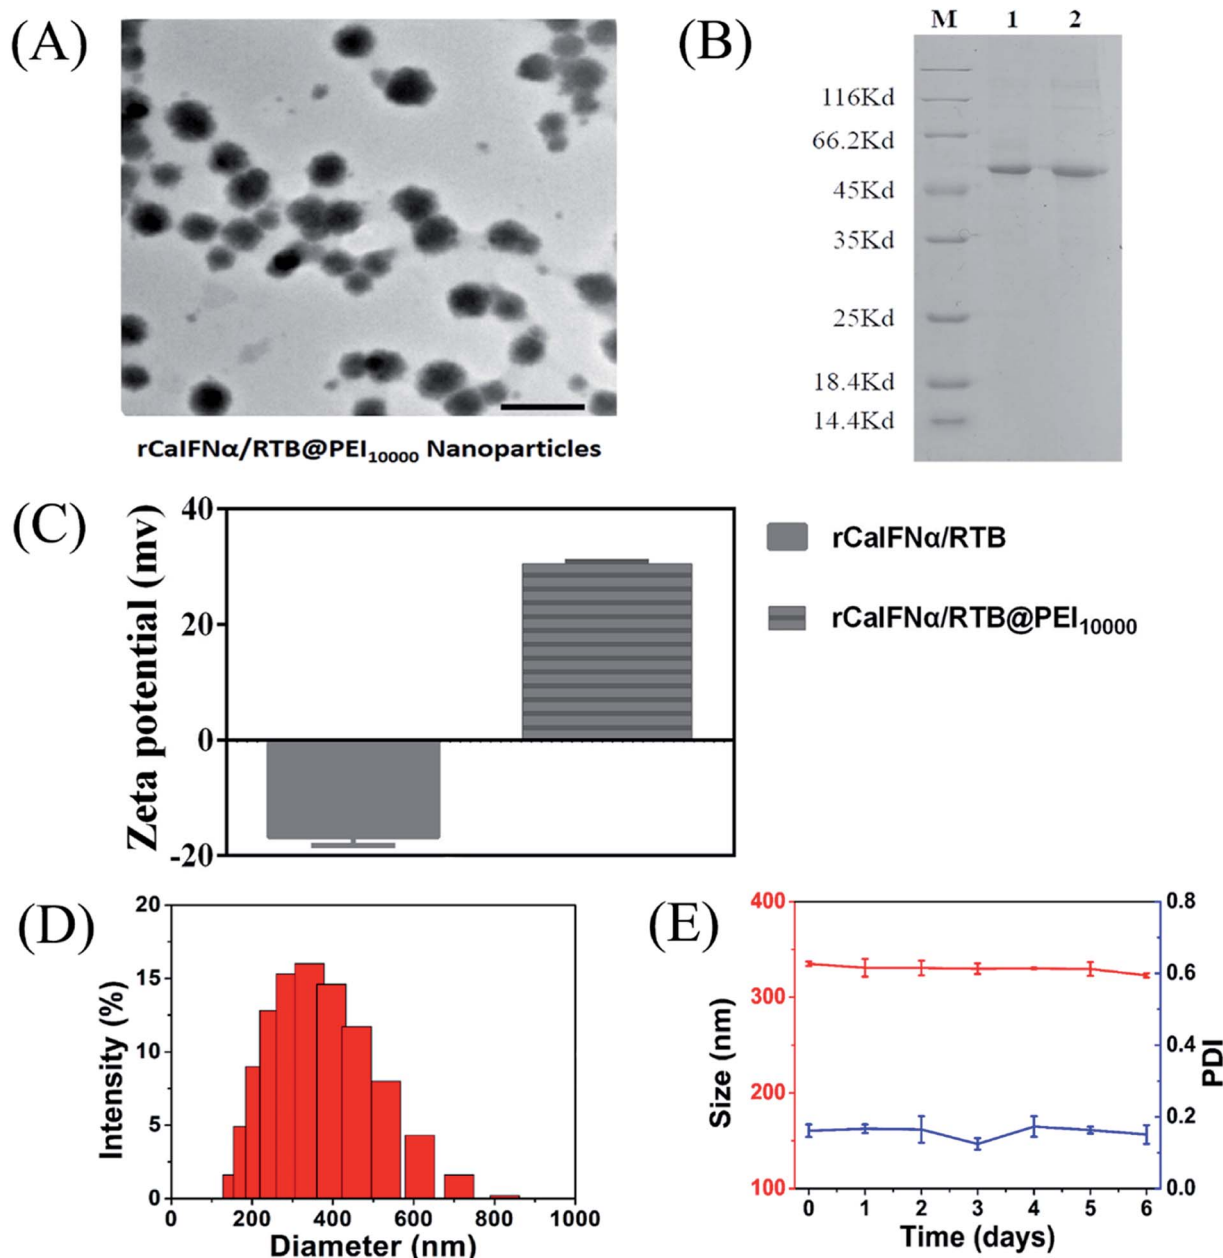 (A)
rCaIFNα/RTB@PEI10000 Nanoparticles
(B)
M 1 2
116Kd
66.2Kd
45Kd
35Kd
25Kd
18.4Kd
14.4Kd
(C)
Zeta potential (mv)
40
20
0
-20
rCaIFNα/RTB
rCaIFNα/RTB@PEI10000
(D)
Intensity (%)
20
15
10
5
0
0 200 400 600 800 1000
Diameter (nm)
(E)
Size (nm)
400
300
200
100
0.8
0.6
0.4
0.2
0.0
PDI
0 1 2 3 4 5 6
Time (days)